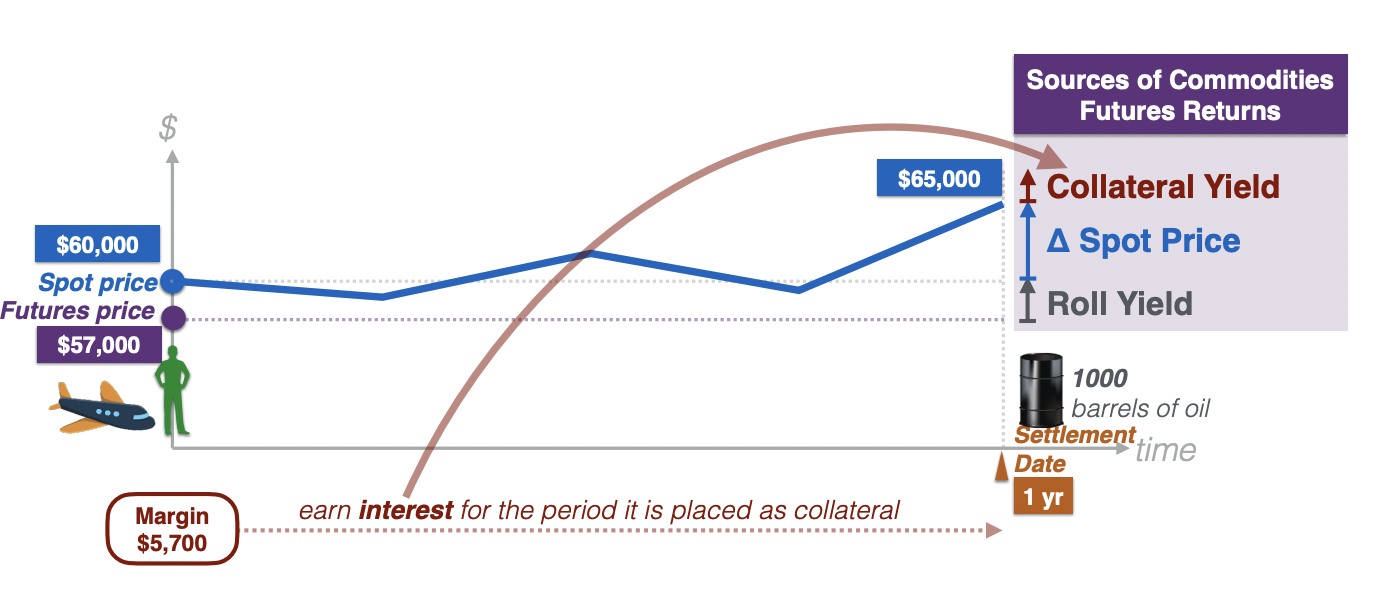 Sources of Commodities
Futures Returns
$
$65,000
Collateral Yield
$60,000
Δ Spot Price
Spot price
Futures price
Roll Yield
$57,000
1000
barrels of oil
Settlement
time
Date
1 yr
earn interest for the period it is placed as collateral
Margin
$5,700